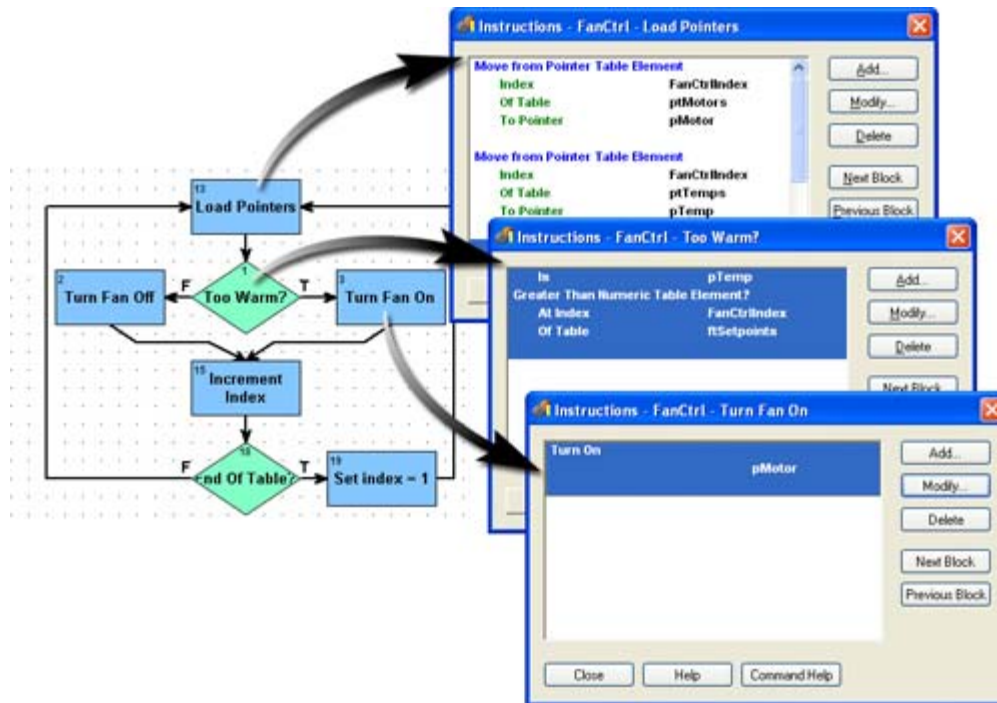 Instructions - FanCtrl - Load Pointers
Move from Pointer Table Element
Index FanCtrlIndex
Of Table ptMotors
To Pointer pMotor
Move from Pointer Table Element
Index FanCtrlIndex
Of Table ptTemps
To Pointer pTemp
Add...
Modify...
Delete
Next Block
Previous Block
13
Load Pointers
1
Too Warm?
F
T
2
Turn Fan Off
3
Turn Fan On
15
Increment
Index
18
End Of Table?
F
T
19
Set index = 1
Instructions - FanCtrl - Too Warm?
Is pTemp
Greater Than Numeric Table Element?
At Index FanCtrlIndex
Of Table ftSetpoints
Add...
Modify...
Delete
Next Block
Instructions - FanCtrl - Turn Fan On
Turn On
pMotor
Add...
Modify...
Delete
Next Block
Previous Block
Close
Help
Command Help